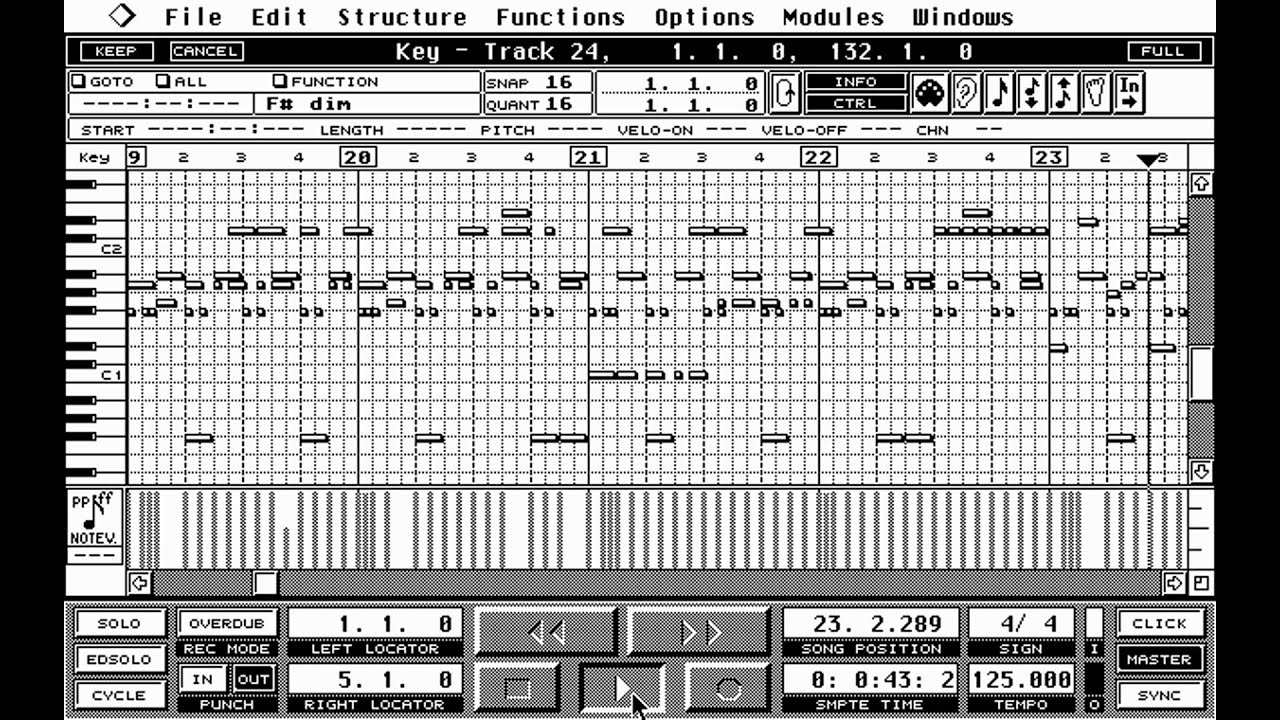 File Edit Structure Functions Options Modules Windows
KEEP CANCEL Key - Track 24, 1. 1. 0, 132. 1. 0 FULL
GOTO ALL FUNCTION SNAP 16 1. 1. 0 INFO In
----:--:--- F# dim QUANT 16 1. 1. 0 CTRL
START ----:--:--- LENGTH ----- PITCH ---- VELO-ON --- VELO-OFF --- CHN --
Key 9 2 3 4 20 2 3 4 21 2 3 4 22 2 3 4 23 2 3
C2
C1
pp ff
NOTEV.
---
SOLO OVERDUB 1. 1. 0 23. 2.289 4/ 4 I CLICK
REC MODE LEFT LOCATOR SONG POSITION SIGN
EDSOLO MASTER
IN OUT 5. 1. 0 0: 0:43: 2 125.000
CYCLE PUNCH RIGHT LOCATOR SMPTE TIME TEMPO O SYNC